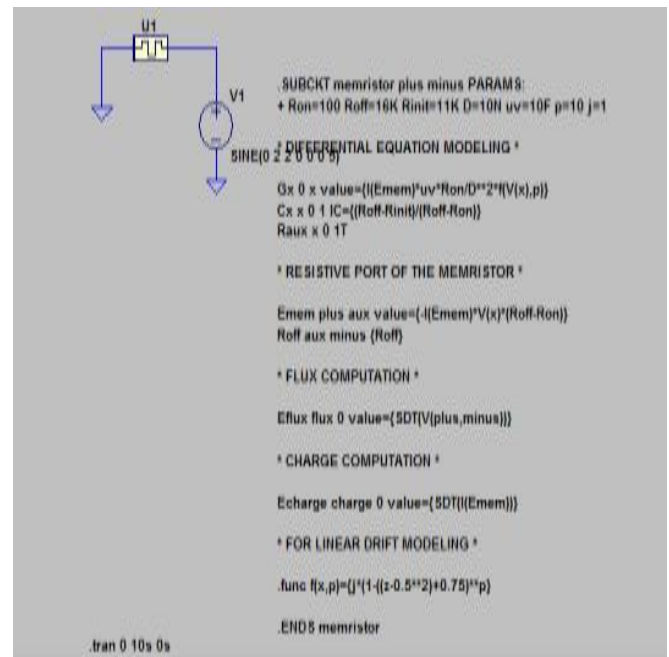 U1
V1
SINE(0 2 2 0 0 0 5)
.SUBCKT memristor plus minus PARAMS:
+ Ron=100 Roff=16K Rinit=11K D=10N uv=10F p=10 j=1
* DIFFERENTIAL EQUATION MODELING *
Gx 0 x value={I(Emem)*uv*Ron/D**2*f(V(x),p)}
Cx x 0 1 IC={(Roff-Rinit)/(Roff-Ron)}
Raux x 0 1T
* RESISTIVE PORT OF THE MEMRISTOR *
Emem plus aux value={-I(Emem)*V(x)*(Roff-Ron)}
Roff aux minus {Roff}
* FLUX COMPUTATION *
Eflux flux 0 value={SDT(V(plus,minus))}
* CHARGE COMPUTATION *
Echarge charge 0 value={SDT(I(Emem))}
* FOR LINEAR DRIFT MODELING *
.func f(x,p)={j*(1-((z-0.5**2)+0.75)**p}
.ENDS memristor
.tran 0 10s 0s